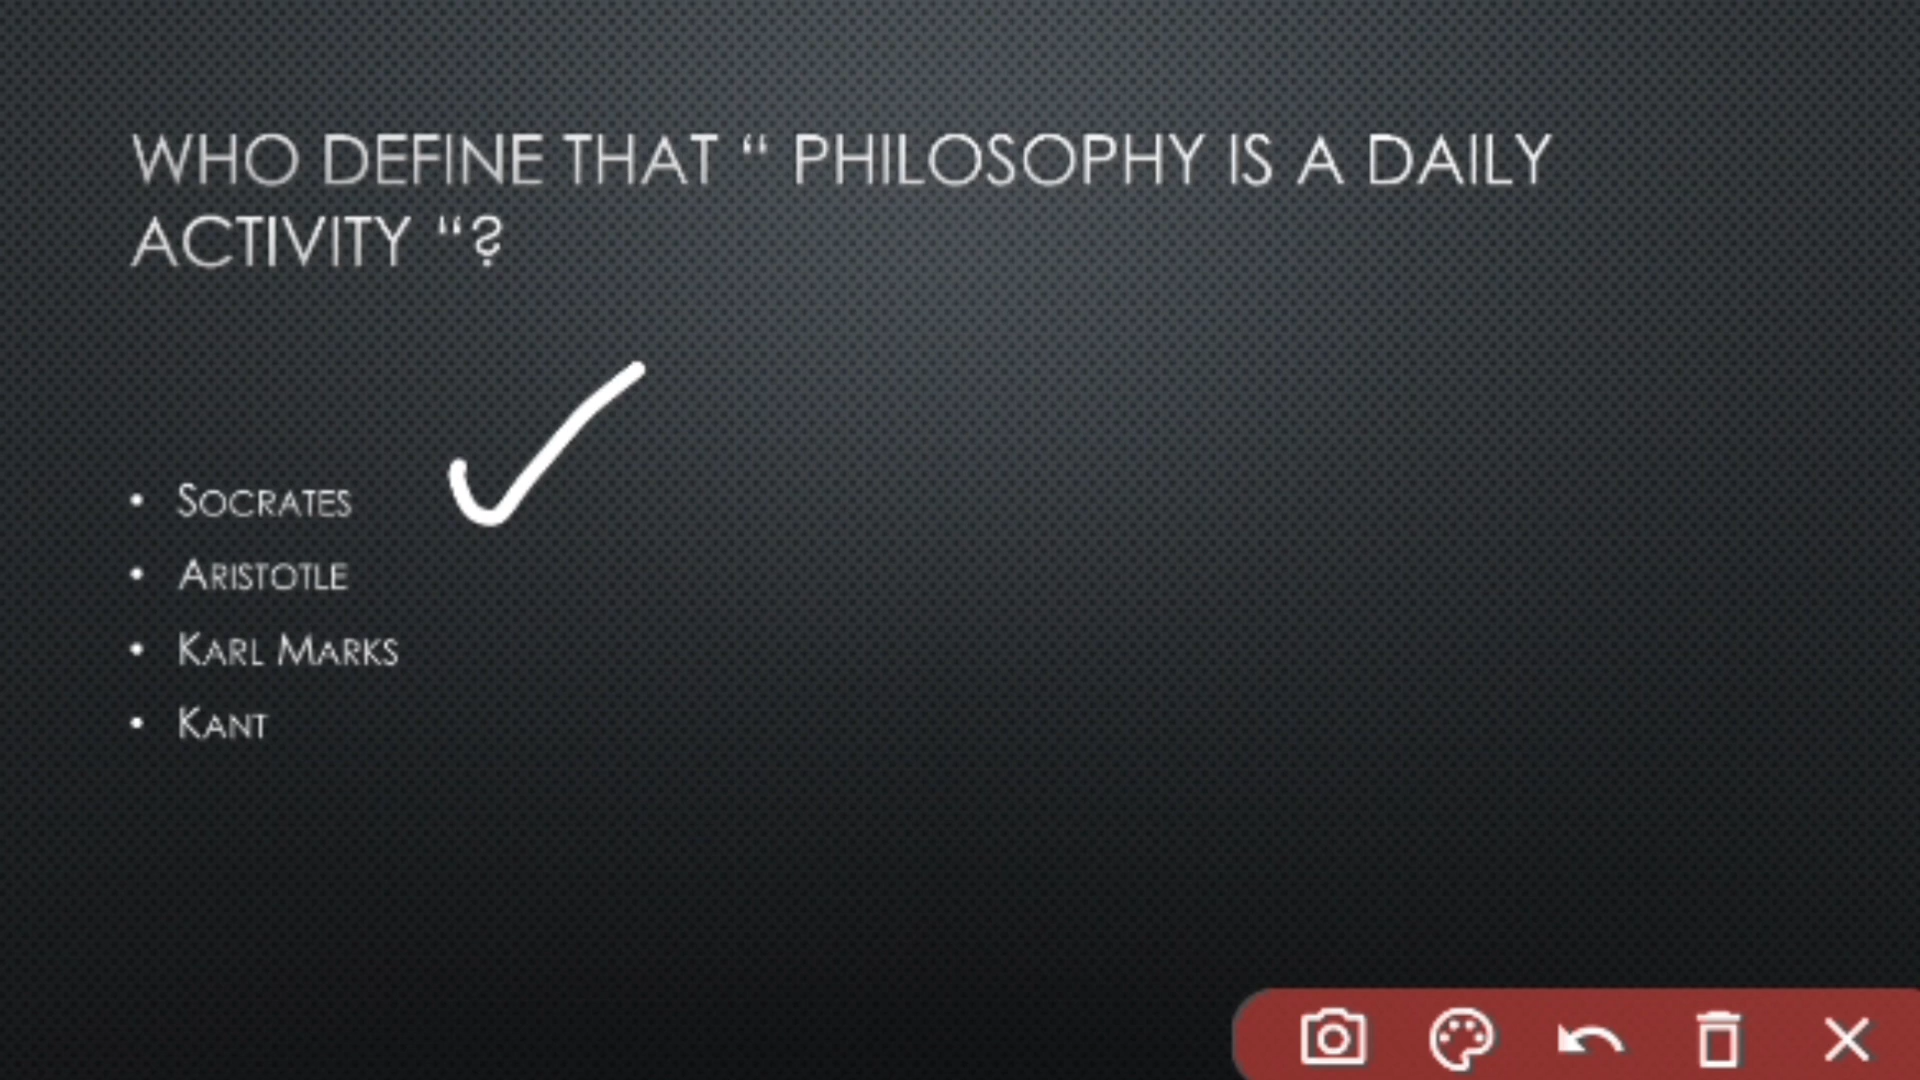 WHO DEFINE THAT “ PHILOSOPHY IS A DAILY
ACTIVITY “?
• SOCRATES
• ARISTOTLE
• KARL MARKS
• KANT